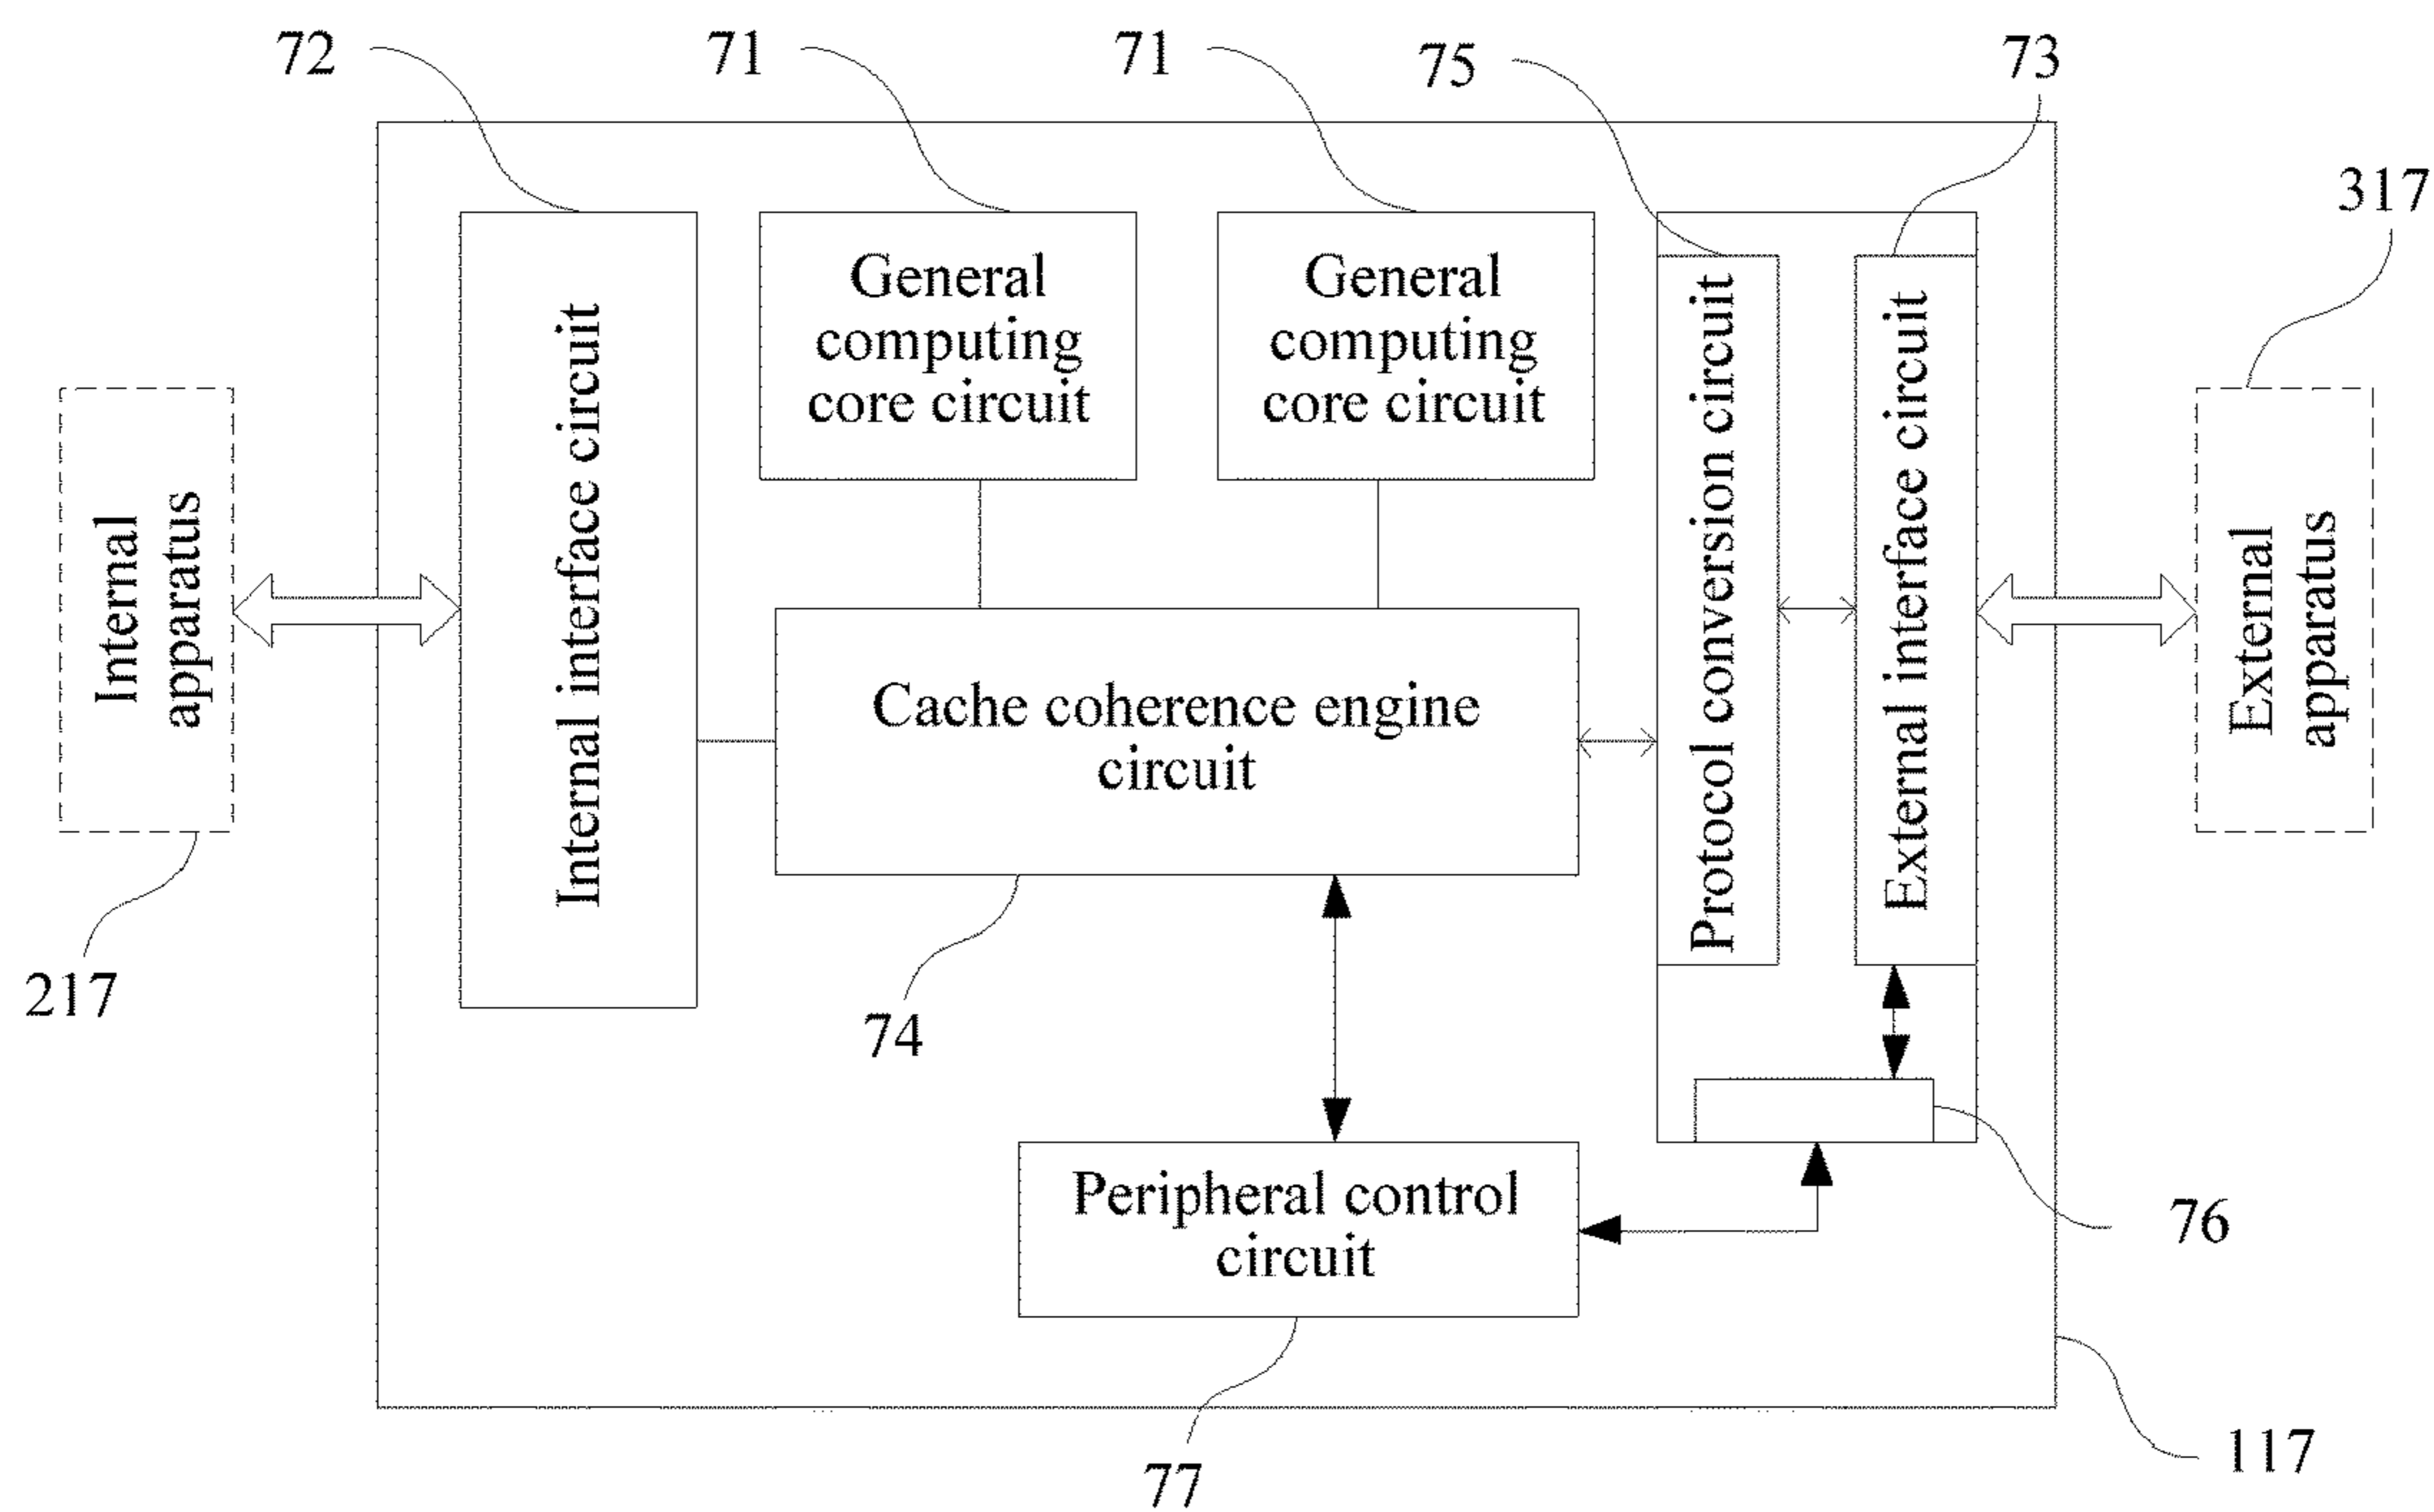 72
71
71
75
73
317
General
computing
core circuit
General
computing
core circuit
Internal interface circuit
Protocol conversion circuit
External interface circuit
Internal
apparatus
External
apparatus
Cache coherence engine
circuit
217
74
Peripheral control
circuit
76
77
117